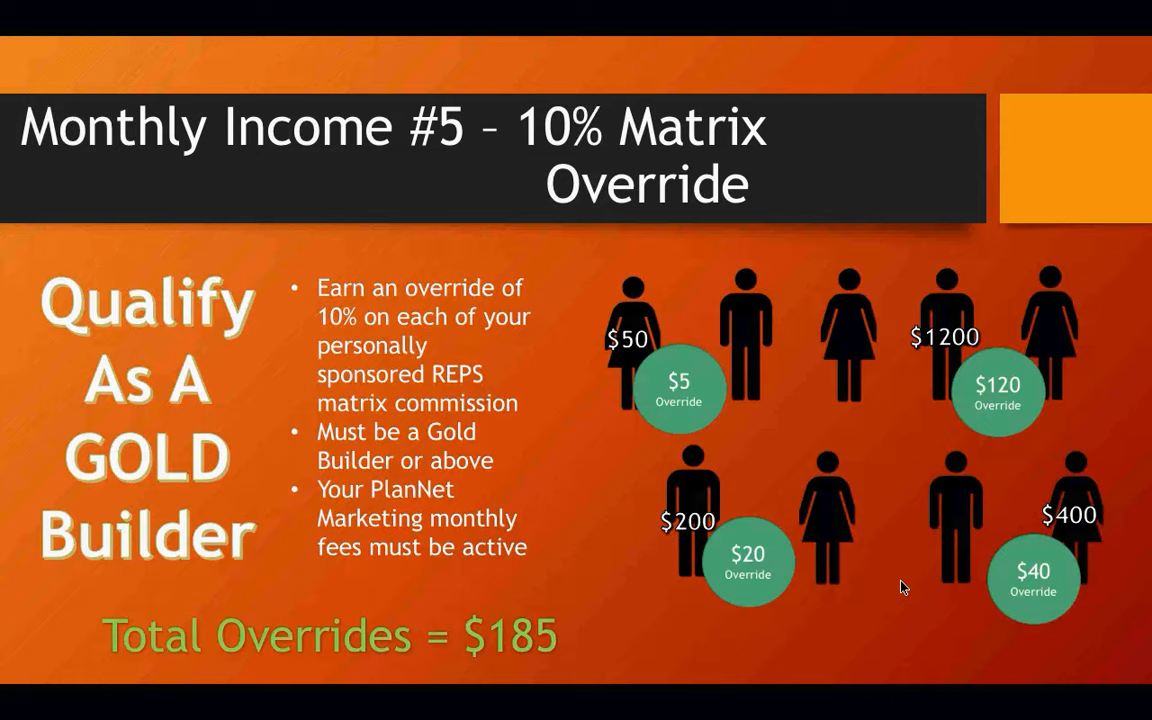 Monthly Income #5 – 10% Matrix
Override
Qualify
As A
GOLD
Builder
• Earn an override of
10% on each of your
personally
sponsored REPS
matrix commission
• Must be a Gold
Builder or above
• Your PlanNet
Marketing monthly
fees must be active
$50
$5
Override
$1200
$120
Override
$200
$20
Override
$400
$40
Override
Total Overrides = $185